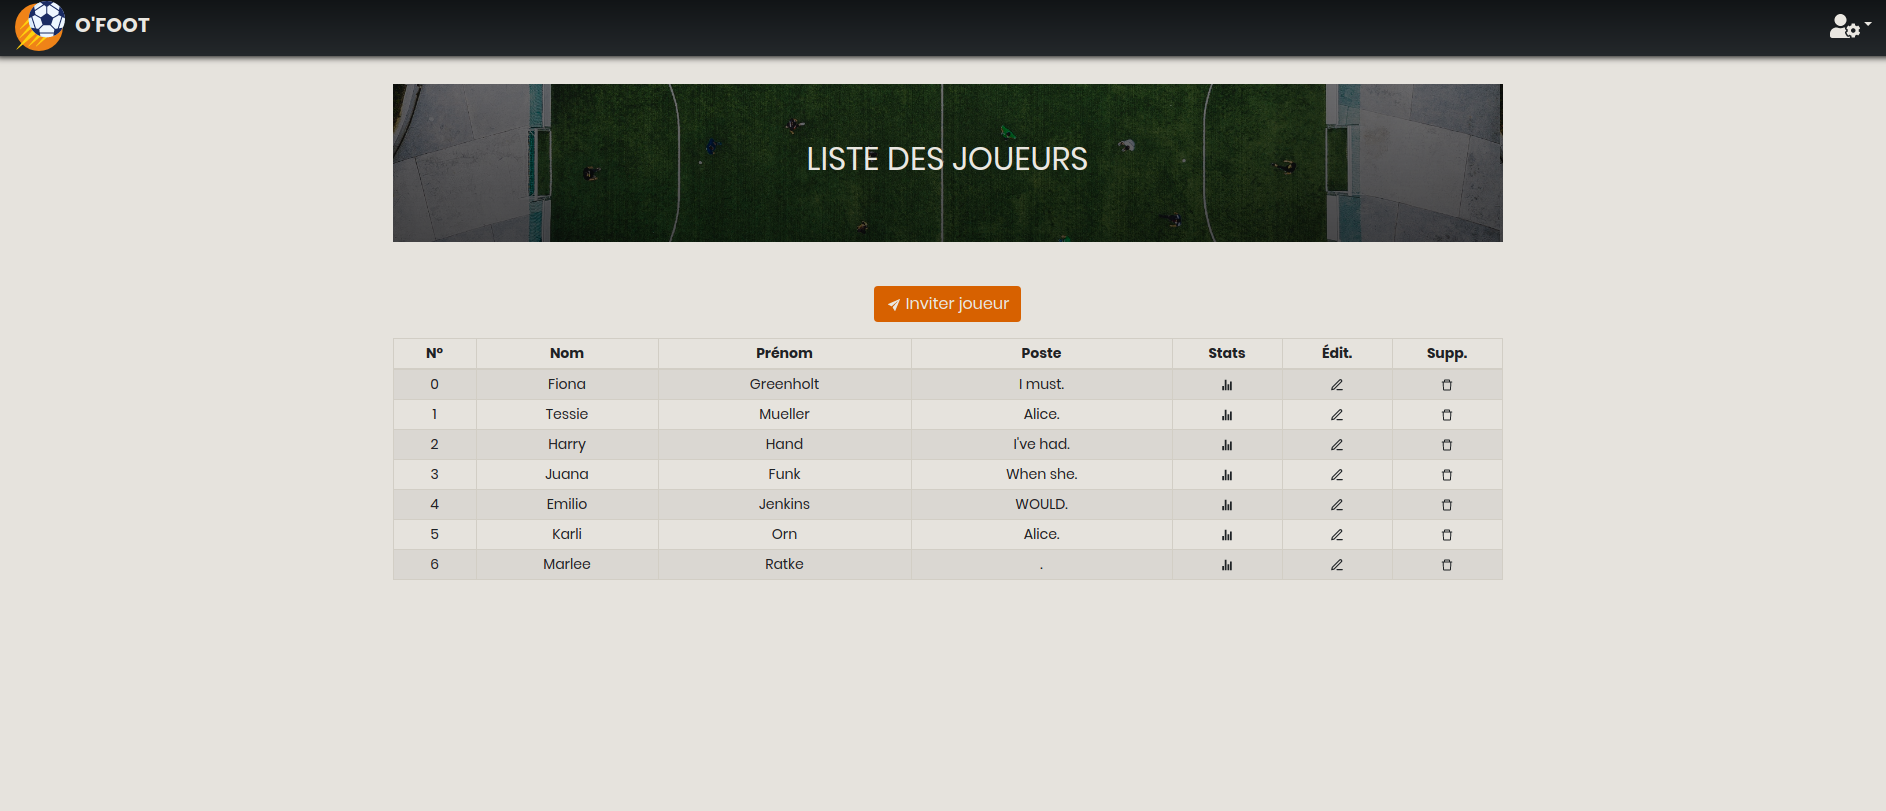 O'FOOT
LISTE DES JOUEURS
Inviter joueur
N° Nom Prénom Poste Stats Édit. Supp.
0 Fiona Greenholt I must.
1 Tessie Mueller Alice.
2 Harry Hand I've had.
3 Juana Funk When she.
4 Emilio Jenkins WOULD.
5 Karli Orn Alice.
6 Marlee Ratke .